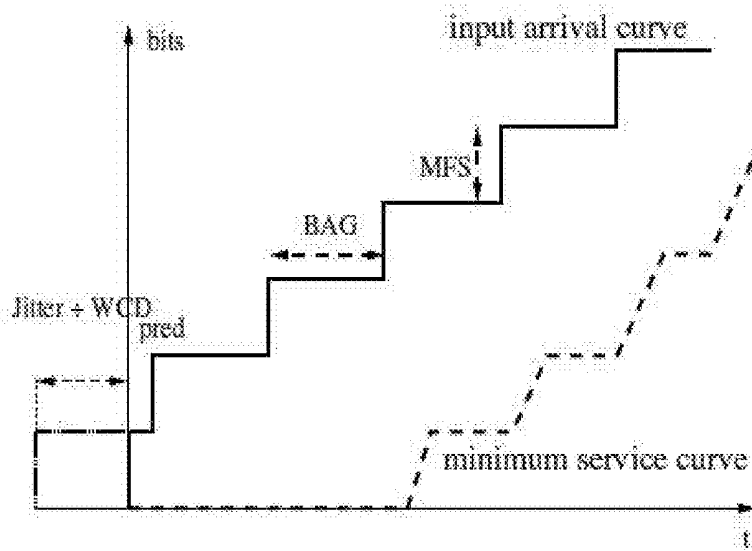 bits
input arrival curve
MFS
BAG
Jitter + WCD
pred
minimum service curve
t